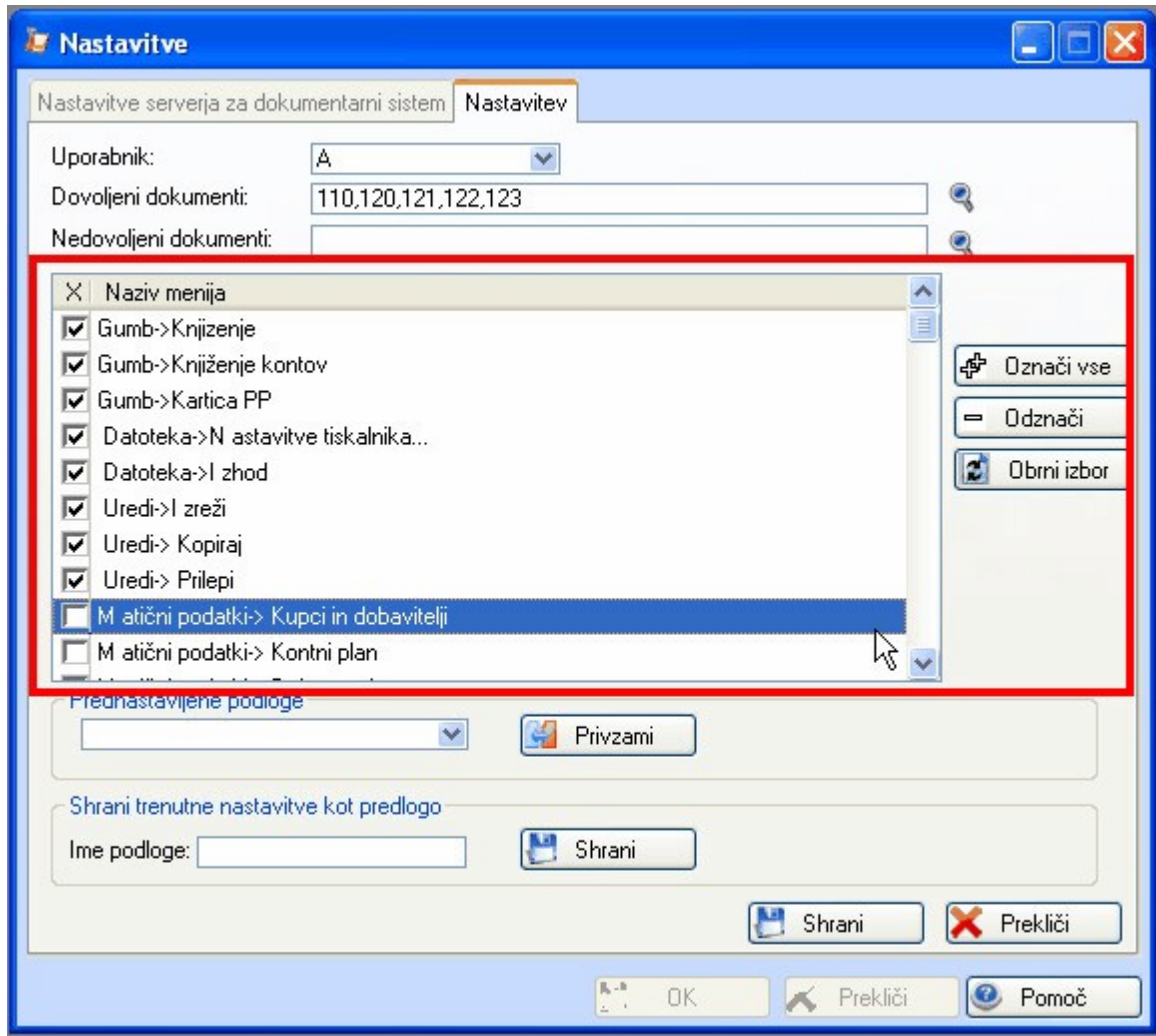 Nastavitve
Nastavitve serverja za dokumentarni sistem Nastavitev
Uporabnik: A
Dovoljeni dokumenti: 110,120,121,122,123
Nedovoljeni dokumenti:
X Naziv menija
Gumb->Knjizenje
Gumb->Knjiženje kontov
Gumb->Kartica PP
Datoteka->N astavitve tiskalnika...
Datoteka->I zhod
Uredi->I zreži
Uredi-> Kopiraj
Uredi-> Prilepi
M atični podatki-> Kupci in dobavitelji
M atični podatki-> Kontni plan
Označi vse
Odznači
Obrni izbor
Prednastavljene podloge
Privzami
Shrani trenutne nastavitve kot predlogo
Ime podloge: Shrani
Shrani Prekliči
OK Prekliči Pomoč